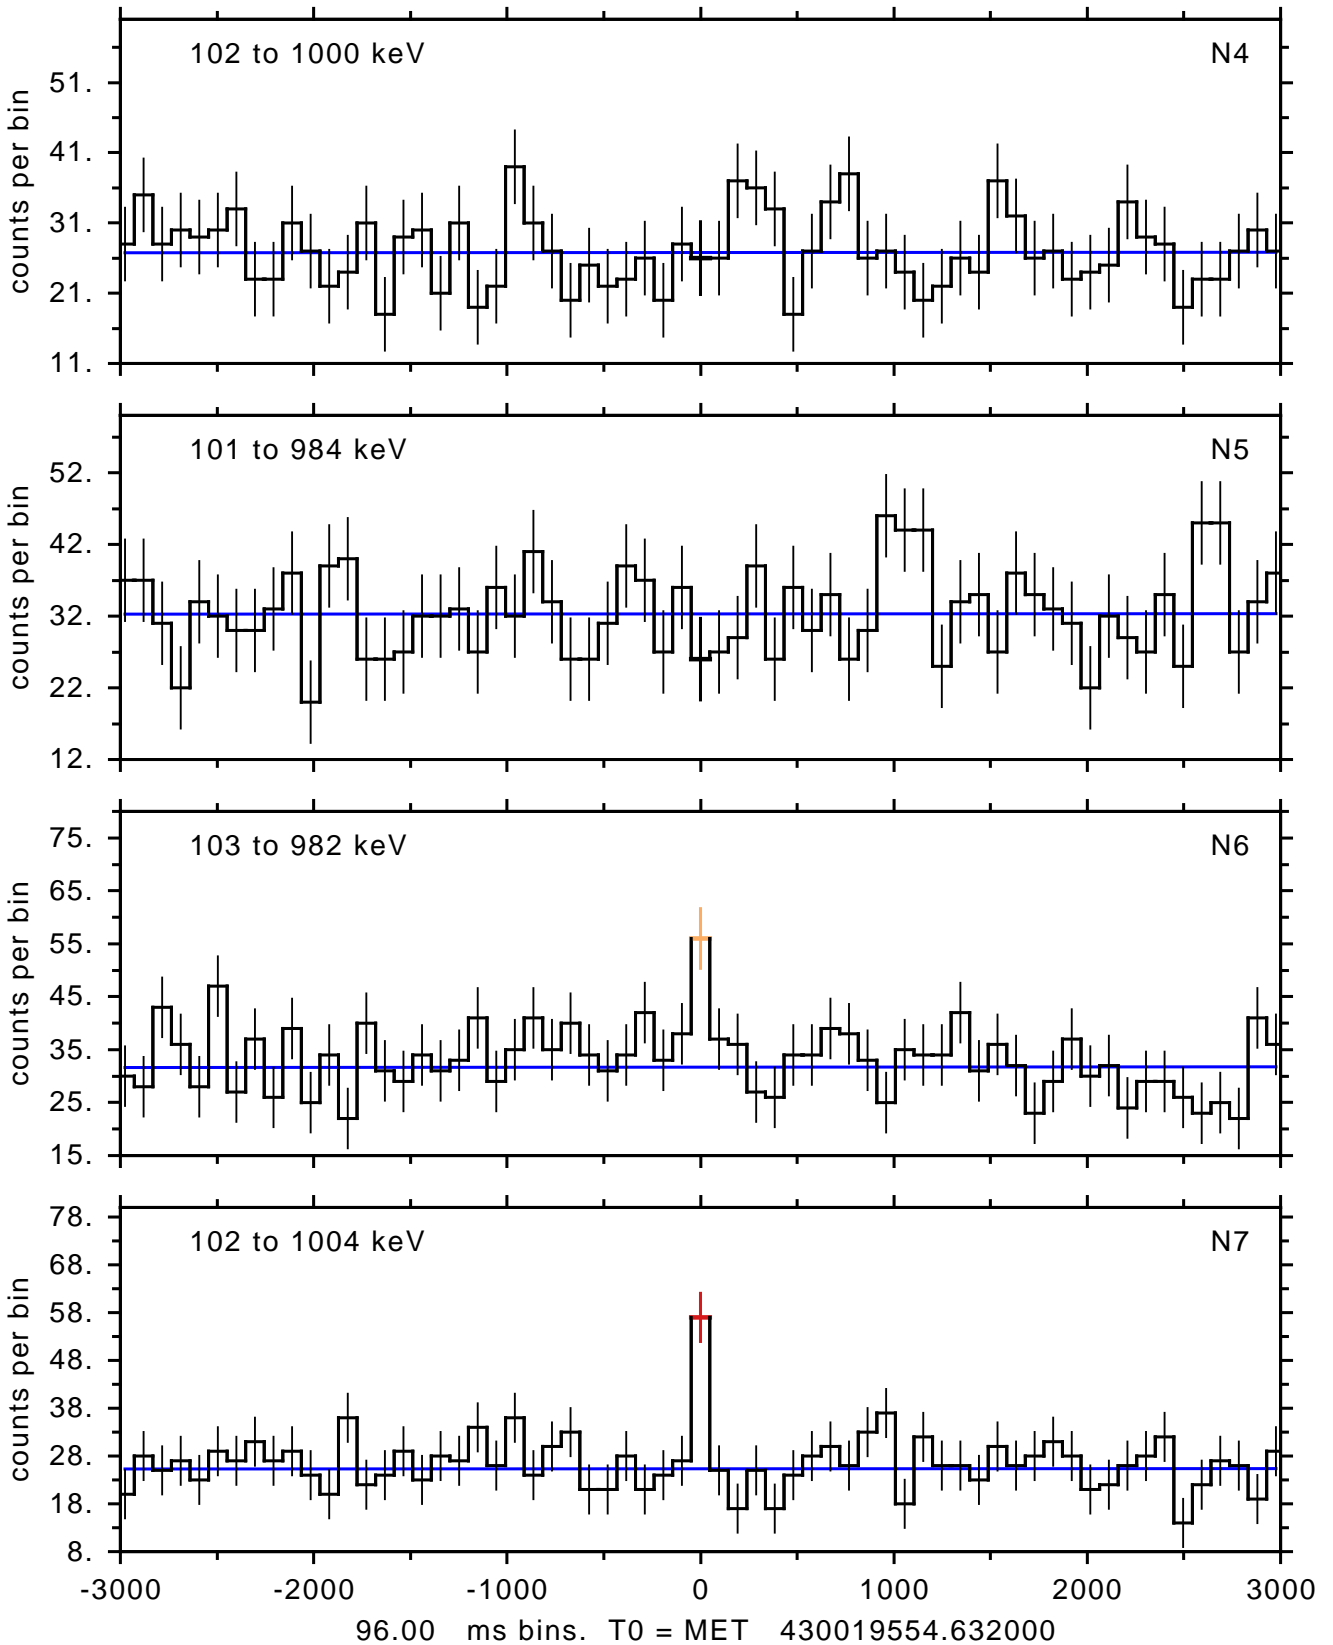 102 to 1000 keV N4
51.
41.
31.
21.
11.
counts per bin
101 to 984 keV N5
52.
42.
32.
22.
12.
counts per bin
103 to 982 keV N6
75.
65.
55.
45.
35.
25.
15.
counts per bin
102 to 1004 keV N7
78.
68.
58.
48.
38.
28.
18.
8.
counts per bin
-3000 -2000 -1000 0 1000 2000 3000
96.00 ms bins. T0 = MET 430019554.632000